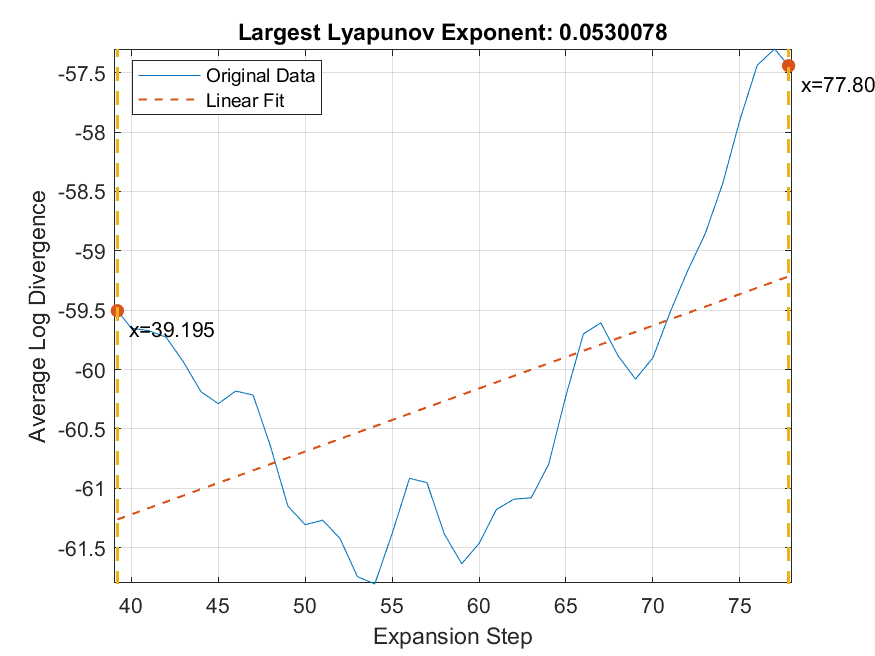 Largest Lyapunov Exponent: 0.0530078
Original Data
Linear Fit
x=39.195
x=77.80
-57.5
-58
-58.5
-59
-59.5
-60
-60.5
-61
-61.5
Average Log Divergence
40 45 50 55 60 65 70 75
Expansion Step